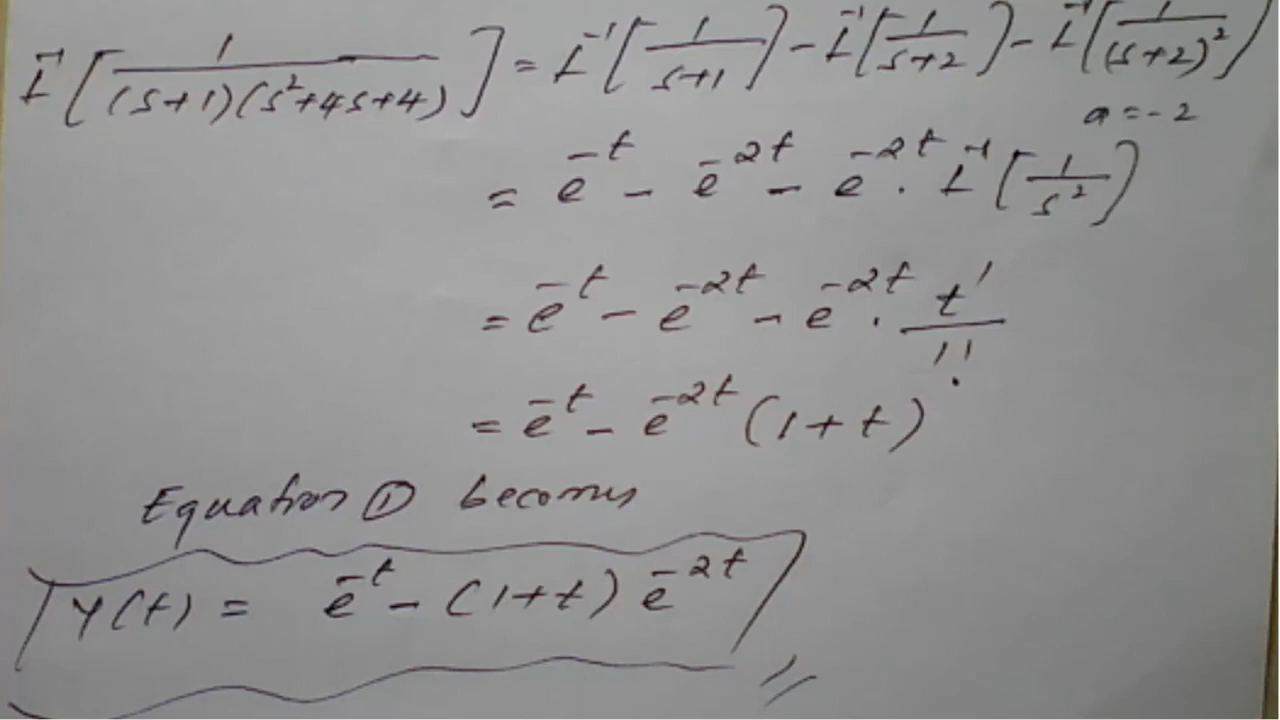 L⁻¹[1/((s+1)(s²+4s+4))] = L⁻¹[1/(s+1)] - L⁻¹[1/(s+2)] - L⁻¹[1/(s+2)²]
a = -2
= e^-t - e^-2t - e^-2t . L⁻¹[1/s²]
= e^-t - e^-2t - e^-2t . t¹/1!
= e^-t - e^-2t (1+t)
Equation ① becomes
Y(t) = e^-t - (1+t) e^-2t